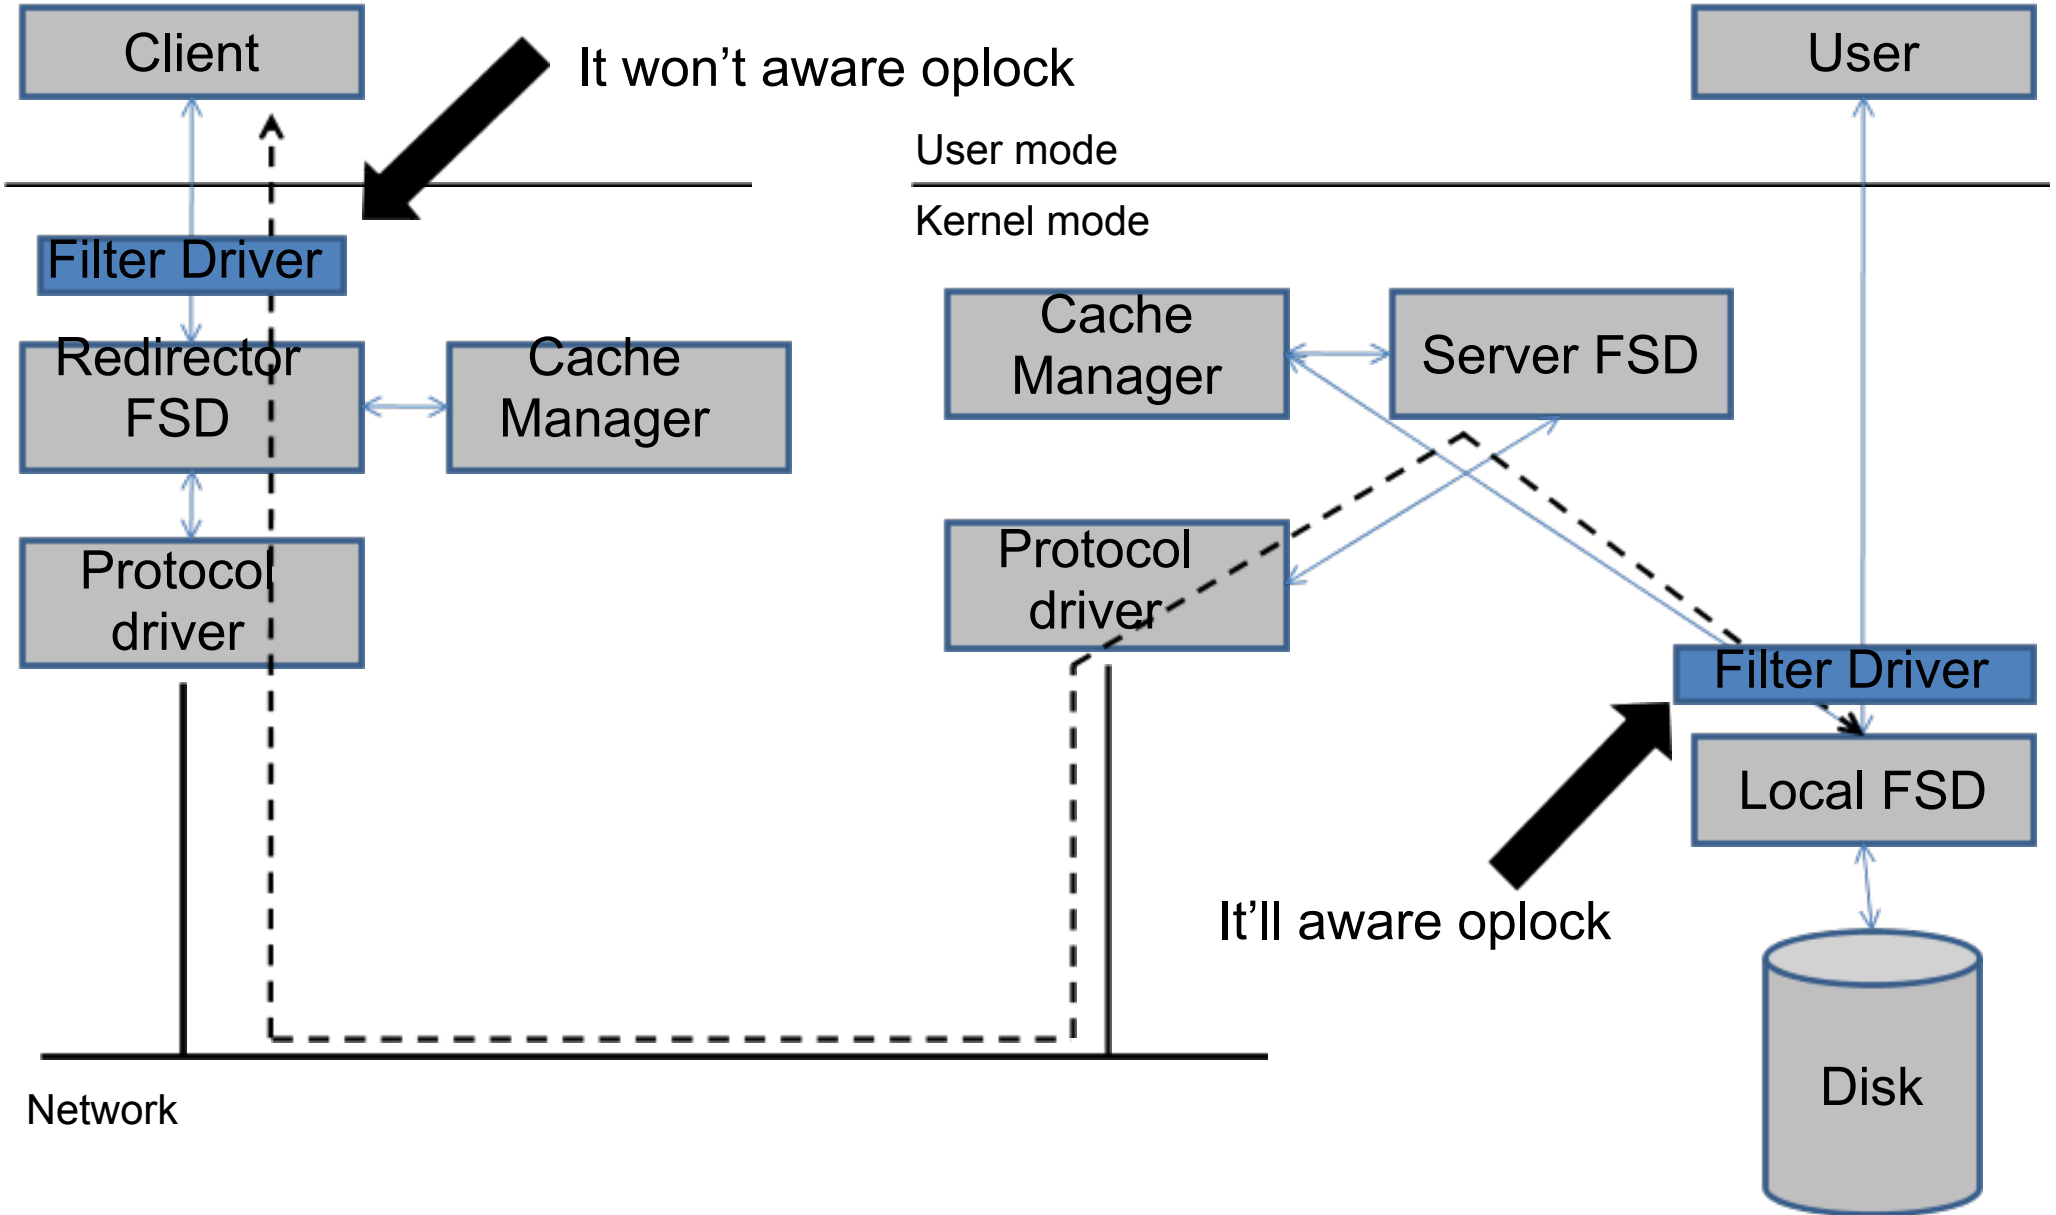 Client
It won’t aware oplock
User
User mode
Kernel mode
Filter Driver
Redirector
FSD
Cache
Manager
Cache
Manager
Server FSD
Protocol
driver
Protocol
driver
Filter Driver
Local FSD
It’ll aware oplock
Disk
Network